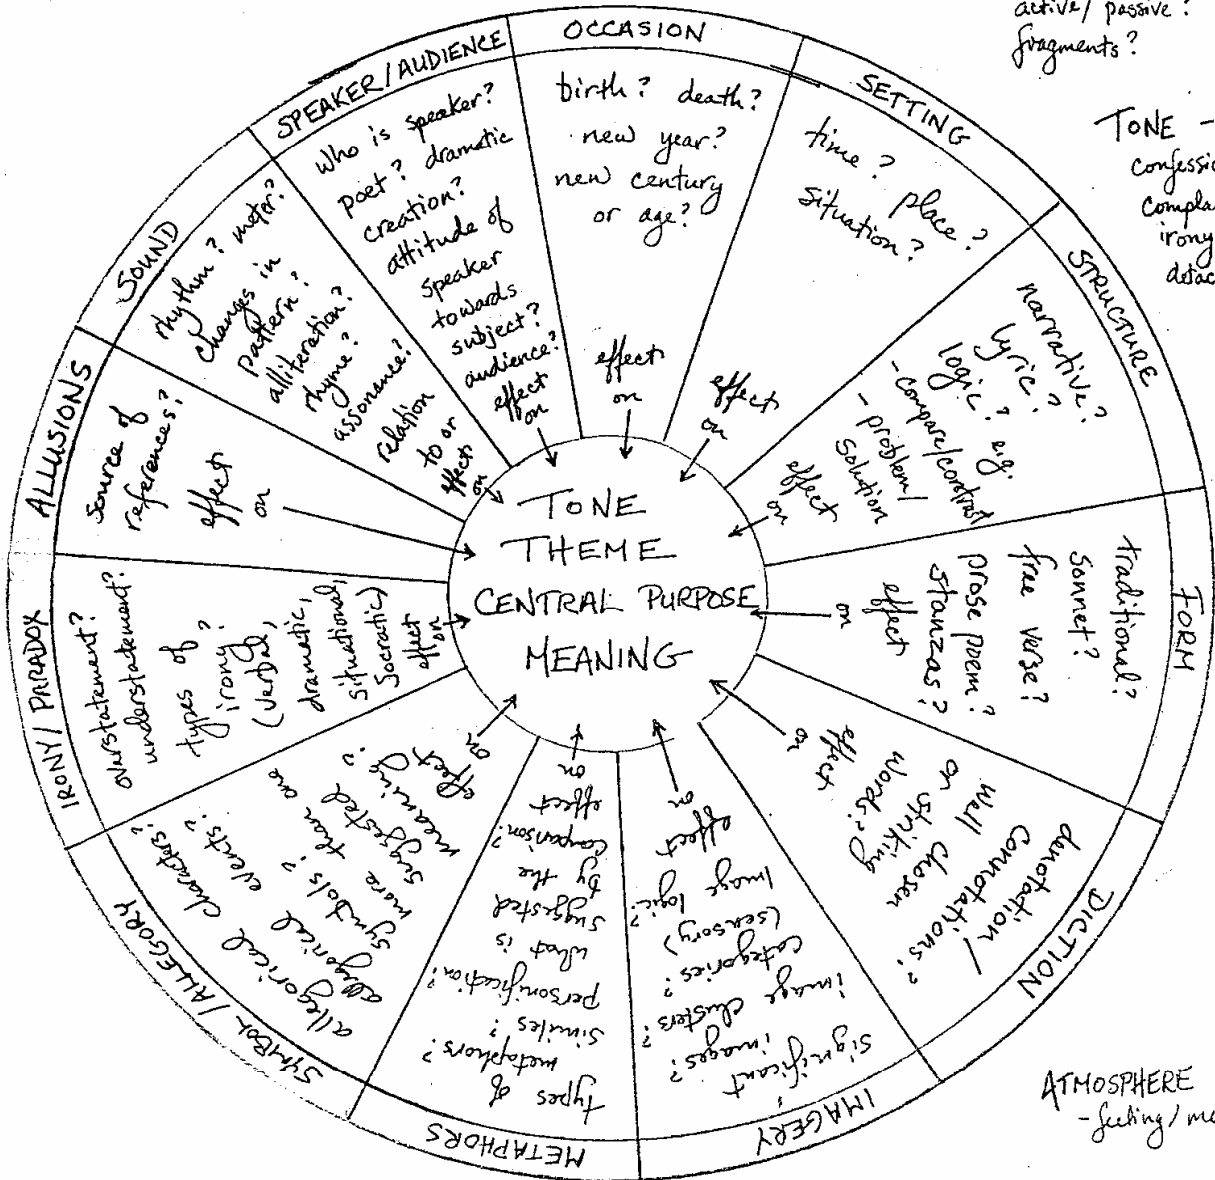 OCCASION
birth? death?
new year?
new century
or age?
effect
on
SETTING
time? place?
situation?
effect
on
STRUCTURE
narrative?
lyric?
logic? e.g.
- compare/contrast
- problem/
solution
effect
on
FORM
traditional?
sonnet?
free verse?
prose poem?
stanzas?
effect
on
DICTION
denotation/
connotations?
well chosen
or striking
words?
effect
on
IMAGERY
significant
images?
image clusters?
categories?
(sensory)
image logic?
effect
on
METAPHORS
types of
metaphors?
similes?
personification?
what is
suggested
by the
comparison?
effect
on
SYMBOL/ALLEGORY
allegorical characters?
allegorical events?
symbols?
more than one
suggested
meaning?
effect
on
IRONY/PARADOX
overstatement?
understatement?
types of
irony?
(verbal,
dramatic,
situational,
Socratic)
effect
on
ALLUSIONS
source of
references?
effect
on
SOUND
rhythm? meter?
changes in
pattern?
alliteration?
rhyme?
assonance?
relation
to or
effect
on
SPEAKER/AUDIENCE
who is speaker?
poet? dramatic
creation?
attitude of
speaker
towards
subject?
audience?
effect
on
TONE
THEME
CENTRAL PURPOSE
MEANING
active/ passive?
fragments?
TONE -
confessio
compla
irony
detac
ATMOSPHERE
- feeling/mo